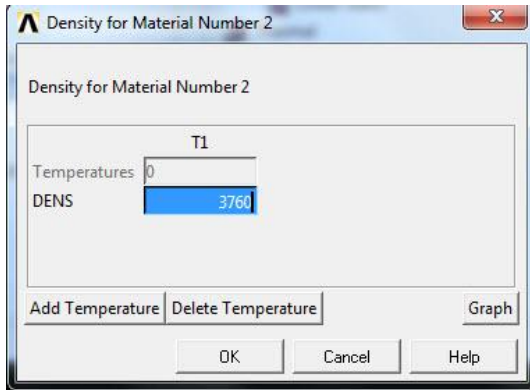 Density for Material Number 2
Density for Material Number 2
T1
Temperatures 0
DENS 3760
Add Temperature Delete Temperature Graph
OK Cancel Help